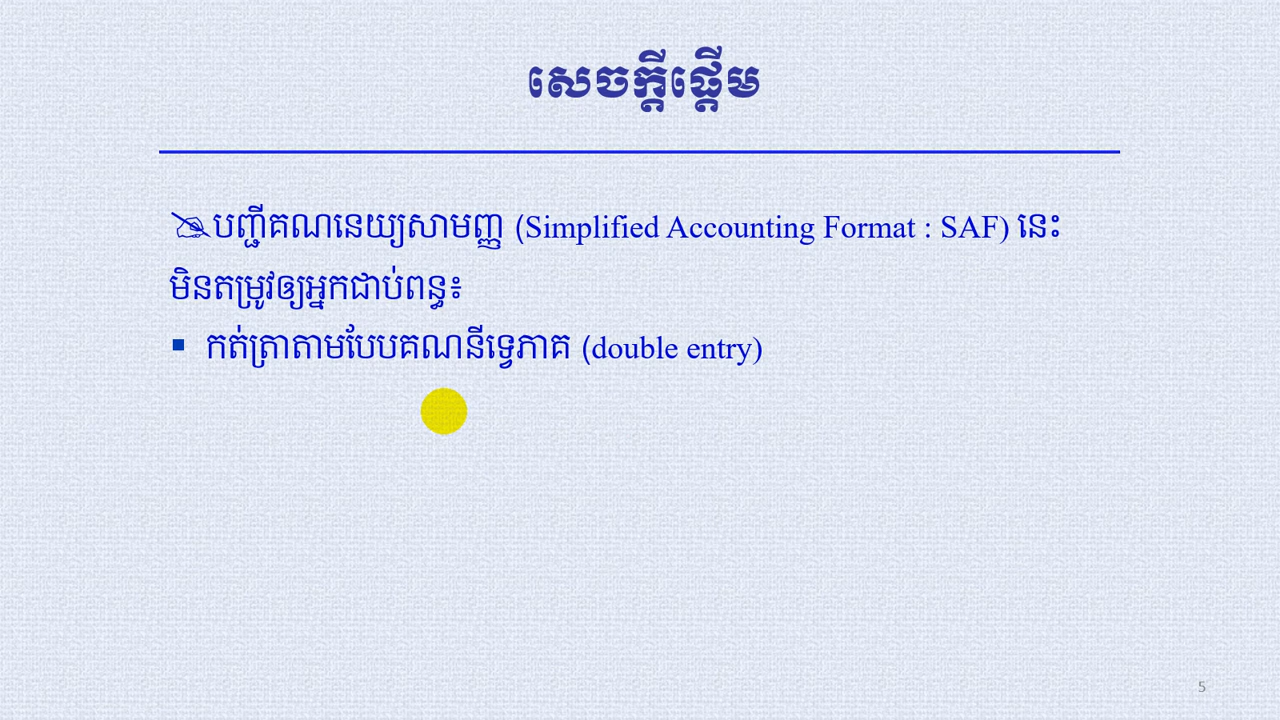 សេចក្តីផ្តើម
បញ្ជីគណនេយ្យសាមញ្ញ (Simplified Accounting Format : SAF) នេះ
មិនតម្រូវឲ្យអ្នកជាប់ពន្ធ៖
▪ កត់ត្រាតាមបែបគណនីទ្វេភាគ (double entry)
5